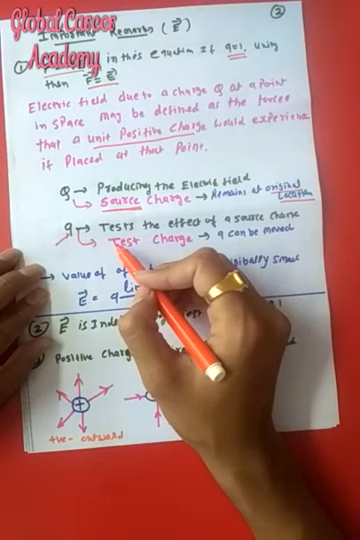 Global Career
Academy
②
Important Remarks (E⃗)
① in this equation if q=1, unity
then F⃗ = E⃗
Electric field due to a charge Q at a point
in space may be defined as the force
that a unit Positive Charge would experience
if Placed at that Point.
Q → Producing the Electric field
↳ Source Charge → Remains at original
Location
q → Tests the effect of a source charge
↳ Test Charge → q can be moved
→ value of small
E⃗ = q
② E⃗ is
Positive Charge
+
+ve- outward